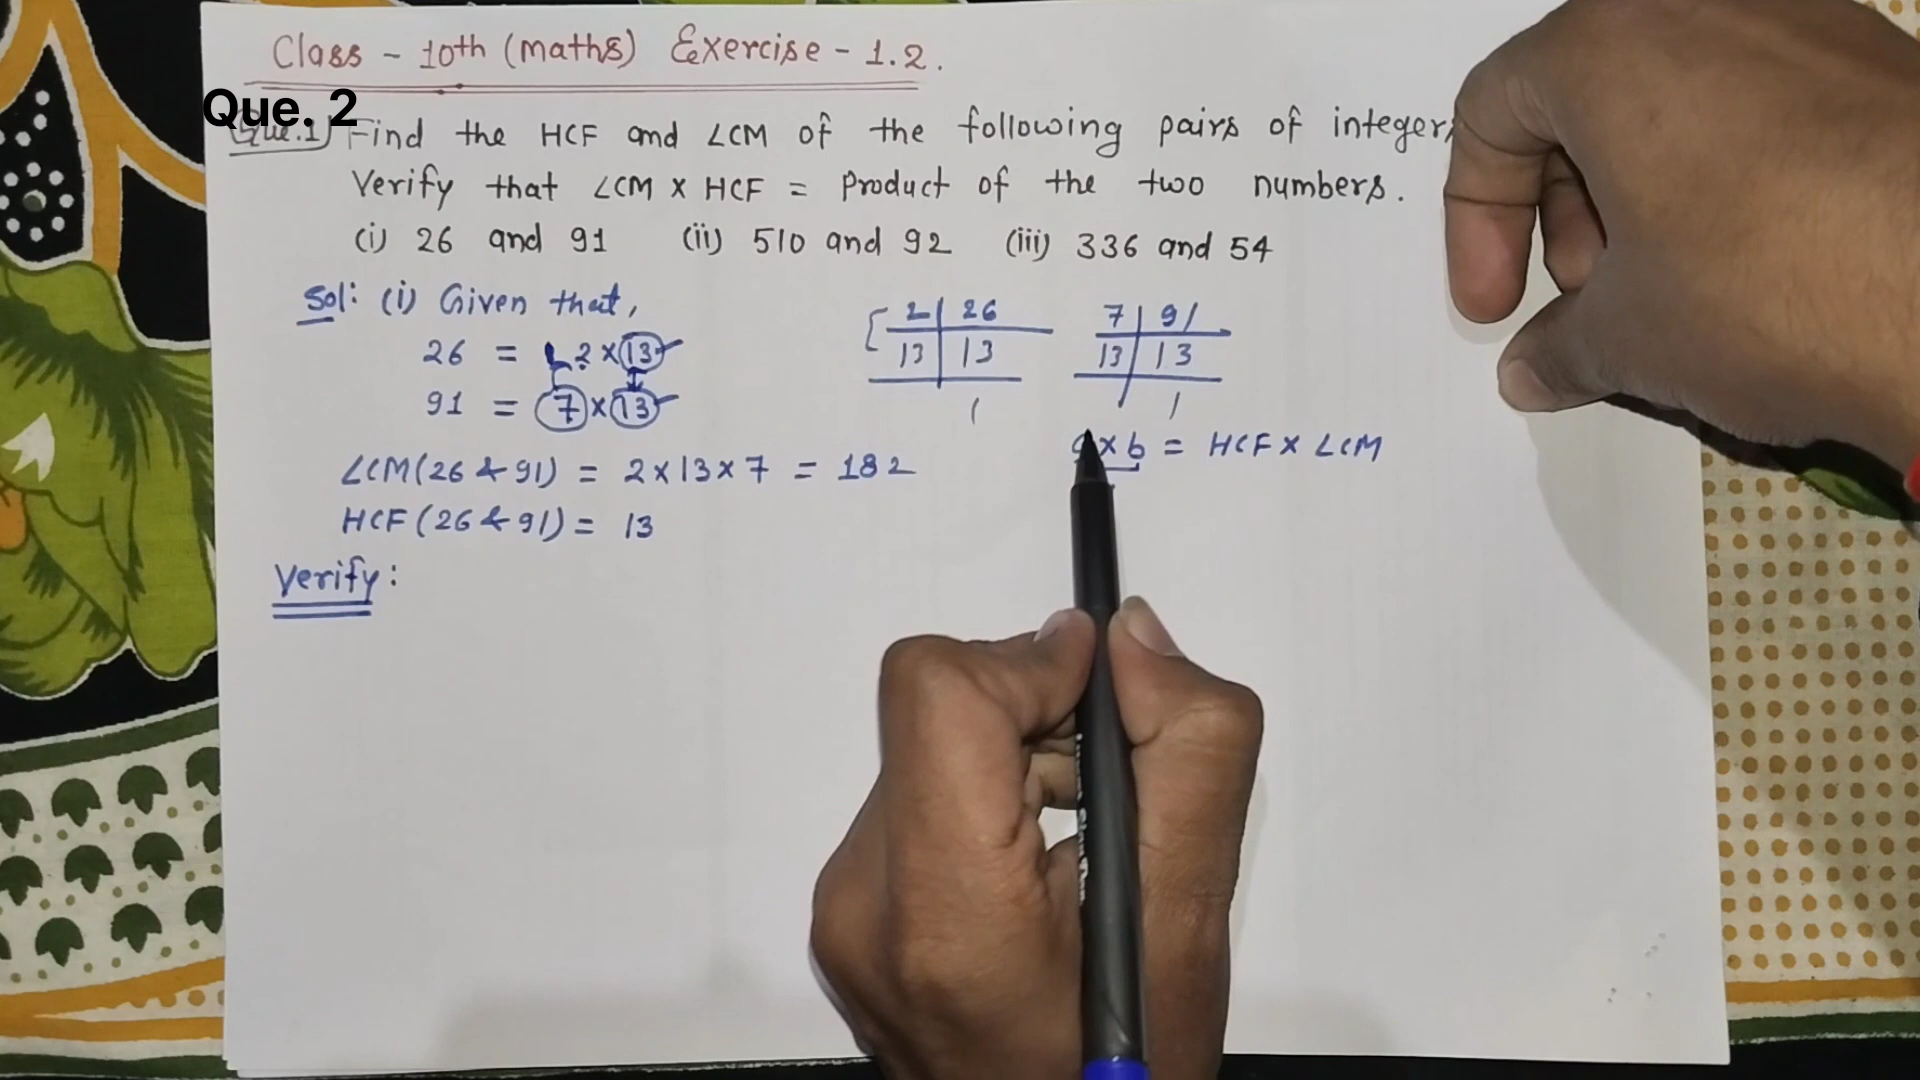 Class - 10th (maths) Exercise - 1.2.
Que. 2
Que.1) Find the HCF and LCM of the following pairs of integers
Verify that LCM x HCF = Product of the two numbers.
(i) 26 and 91 (ii) 510 and 92 (iii) 336 and 54
Sol: (i) Given that,
26 = 2 x 13
91 = 7 x 13
2 | 26
13 | 13
1
7 | 91
13 | 13
1
a x b = HCF x LCM
LCM (26 & 91) = 2 x 13 x 7 = 182
HCF (26 & 91) = 13
Verify: